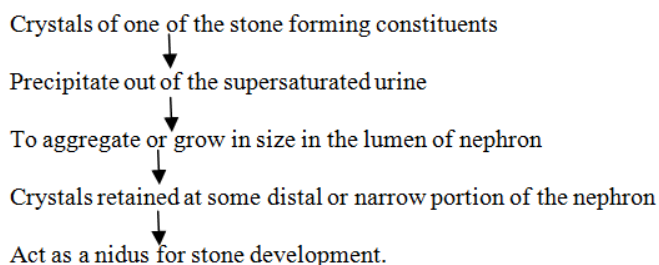 Crystals of one of the stone forming constituents
Precipitate out of the supersaturated urine
To aggregate or grow in size in the lumen of nephron
Crystals retained at some distal or narrow portion of the nephron
Act as a nidus for stone development.